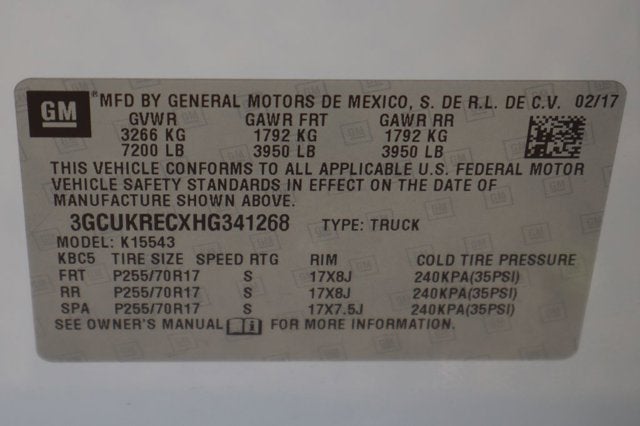 GM ® MFD BY GENERAL MOTORS DE MEXICO, S. DE R.L. DE C.V. 02/17
GVWR GAWR FRT GAWR RR
3266 KG 1792 KG 1792 KG
7200 LB 3950 LB 3950 LB
THIS VEHICLE CONFORMS TO ALL APPLICABLE U.S. FEDERAL MOTOR
VEHICLE SAFETY STANDARDS IN EFFECT ON THE DATE OF
MANUFACTURE SHOWN ABOVE.
3GCUKRECXHG341268 TYPE: TRUCK
MODEL: K15543
KBC5 TIRE SIZE SPEED RTG RIM COLD TIRE PRESSURE
FRT P255/70R17 S 17X8J 240KPA(35PSI)
RR P255/70R17 S 17X8J 240KPA(35PSI)
SPA P255/70R17 S 17X7.5J 240KPA(35PSI)
SEE OWNER'S MANUAL FOR MORE INFORMATION.